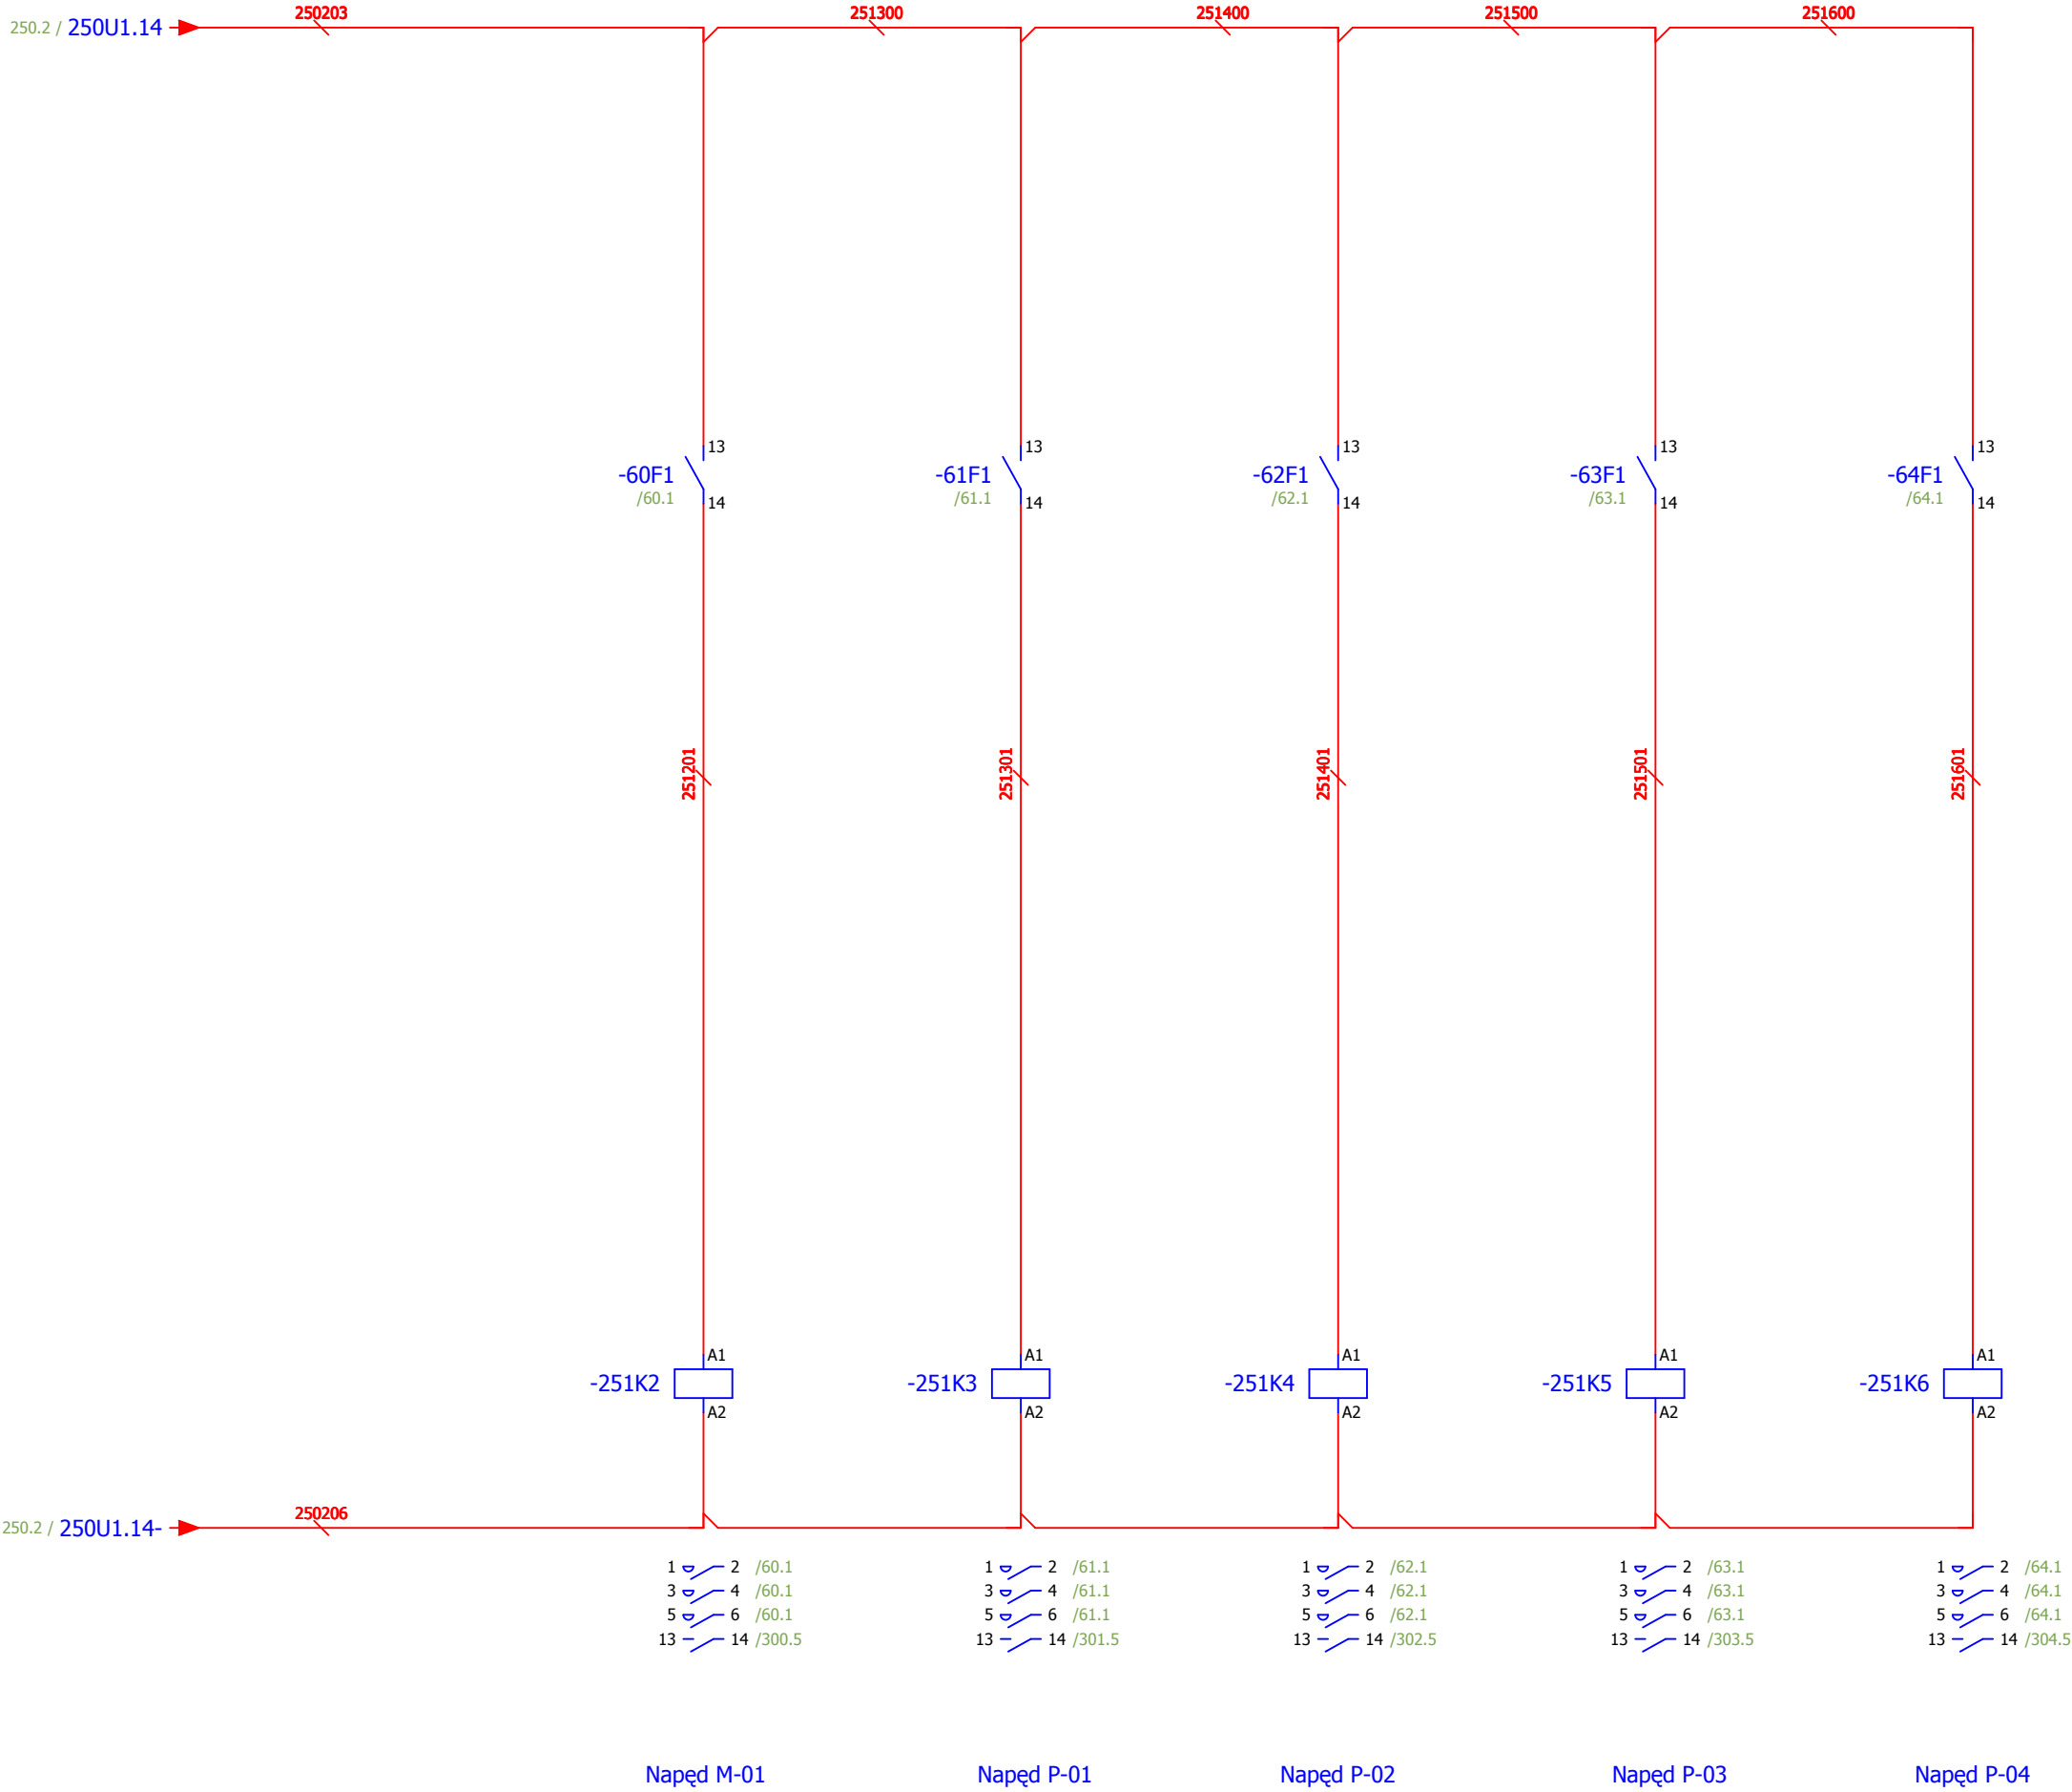 250203 251300 251400 251500 251600
250.2 / 250U1.14
13 13 13 13 13
-60F1 -61F1 -62F1 -63F1 -64F1
/60.1 /61.1 /62.1 /63.1 /64.1
14 14 14 14 14
251201 251301 251401 251501 251601
A1 A1 A1 A1 A1
-251K2 -251K3 -251K4 -251K5 -251K6
A2 A2 A2 A2 A2
250206
250.2 / 250U1.14-
1 2 /60.1 1 2 /61.1 1 2 /62.1 1 2 /63.1 1 2 /64.1
3 4 /60.1 3 4 /61.1 3 4 /62.1 3 4 /63.1 3 4 /64.1
5 6 /60.1 5 6 /61.1 5 6 /62.1 5 6 /63.1 5 6 /64.1
13 14 /300.5 13 14 /301.5 13 14 /302.5 13 14 /303.5 13 14 /304.5
Napęd M-01 Napęd P-01 Napęd P-02 Napęd P-03 Napęd P-04